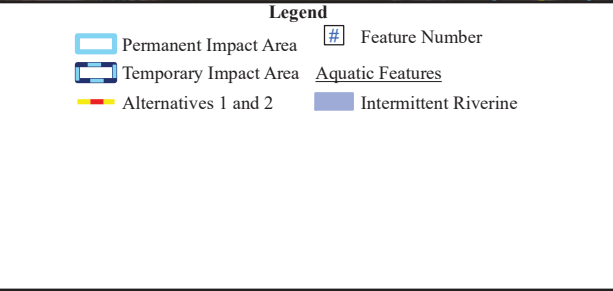 Legend
Permanent Impact Area
# Feature Number
Temporary Impact Area
Aquatic Features
Alternatives 1 and 2
Intermittent Riverine